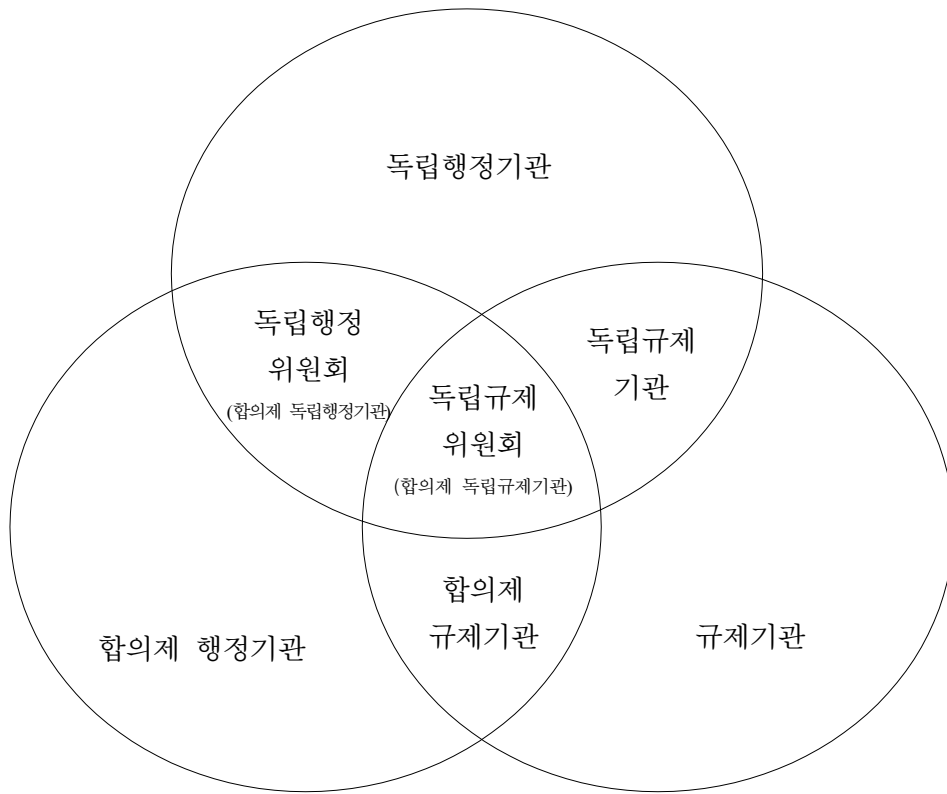 독립행정기관
독립행정
위원회
(합의제 독립행정기관)
독립규제
기관
독립규제
위원회
(합의제 독립규제기관)
합의제
규제기관
합의제 행정기관
규제기관